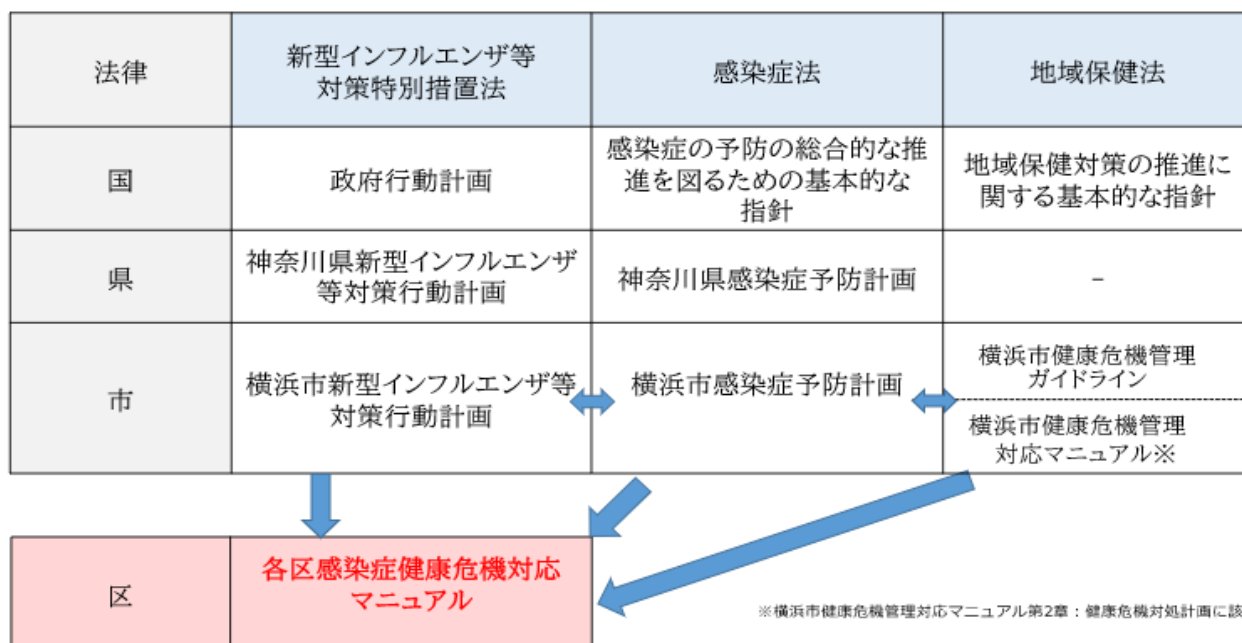 法律
新型インフルエンザ等
対策特別措置法
感染症法
地域保健法
国
政府行動計画
感染症の予防の総合的な推
進を図るための基本的な
指針
地域保健対策の推進に
関する基本的な指針
県
神奈川県新型インフルエンザ
等対策行動計画
神奈川県感染症予防計画
－
市
横浜市新型インフルエンザ等
対策行動計画
横浜市感染症予防計画
横浜市健康危機管理
ガイドライン
横浜市健康危機管理
対応マニュアル※
区
各区感染症健康危機対応
マニュアル
※横浜市健康危機管理対応マニュアル第2章：健康危機対処計画に該